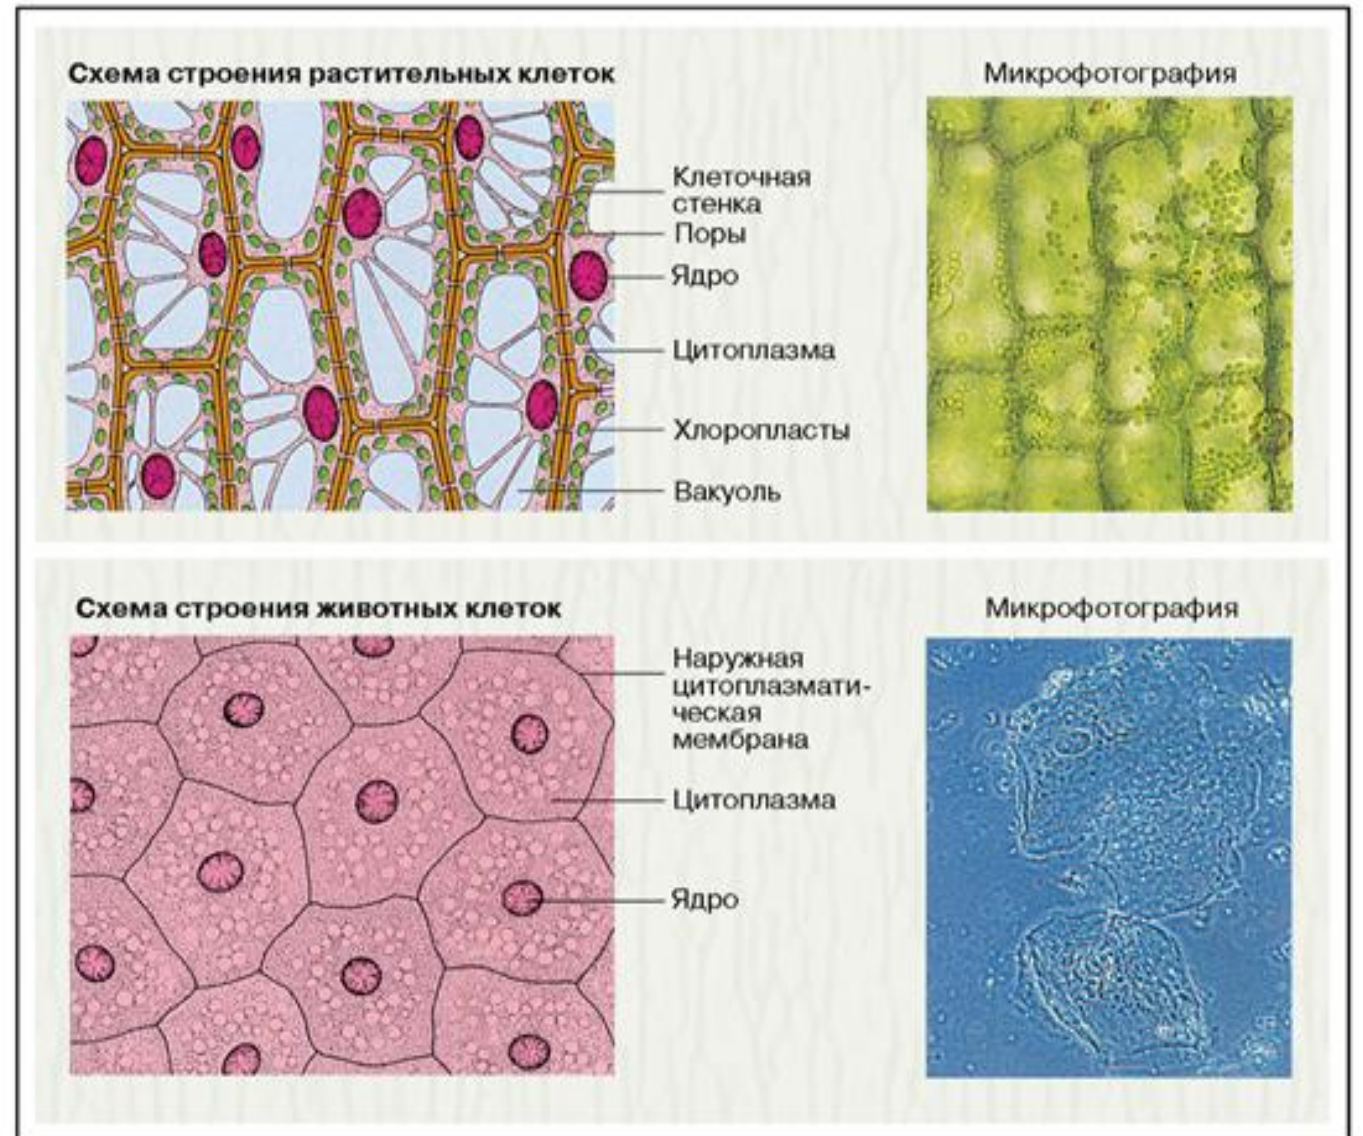 Схема строения растительных клеток
Микрофотография
Клеточная
стенка
Поры
Ядро
Цитоплазма
Хлоропласты
Вакуоль
Схема строения животных клеток
Микрофотография
Наружная
цитоплазмати-
ческая
мембрана
Цитоплазма
Ядро